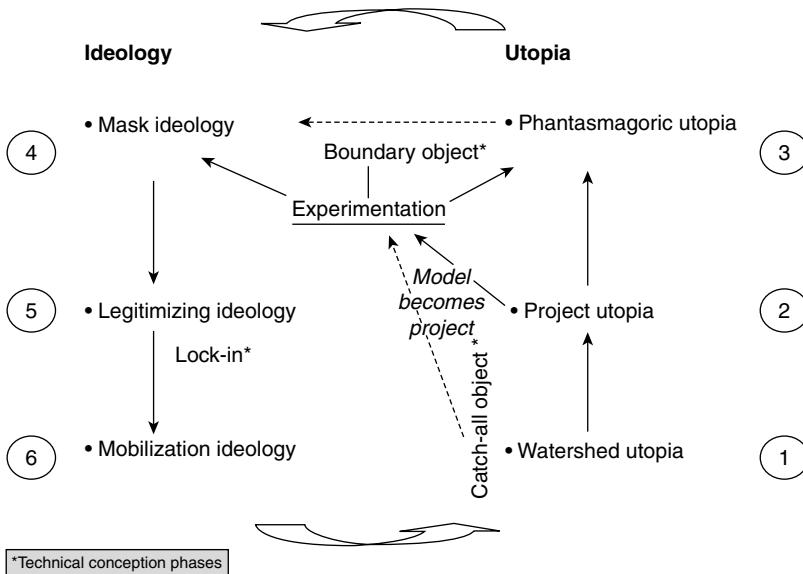 Ideology
Utopia
4
• Mask ideology
• Phantasmagoric utopia
3
Boundary object*
Experimentation
Model
becomes
project
5
• Legitimizing ideology
• Project utopia
2
Lock-in*
Catch-all object*
6
• Mobilization ideology
• Watershed utopia
1
*Technical conception phases